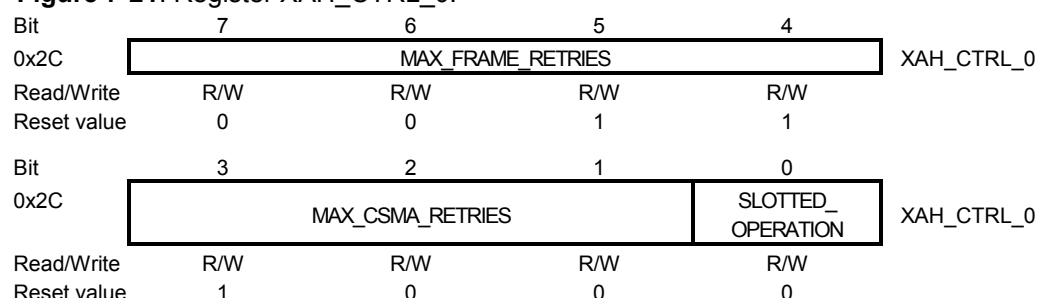 Bit 7 6 5 4
0x2C MAX_FRAME_RETRIES XAH_CTRL_0
Read/Write R/W R/W R/W R/W
Reset value 0 0 1 1
Bit 3 2 1 0
0x2C MAX_CSMA_RETRIES SLOTTED_
OPERATION XAH_CTRL_0
Read/Write R/W R/W R/W R/W
Reset value 1 0 0 0